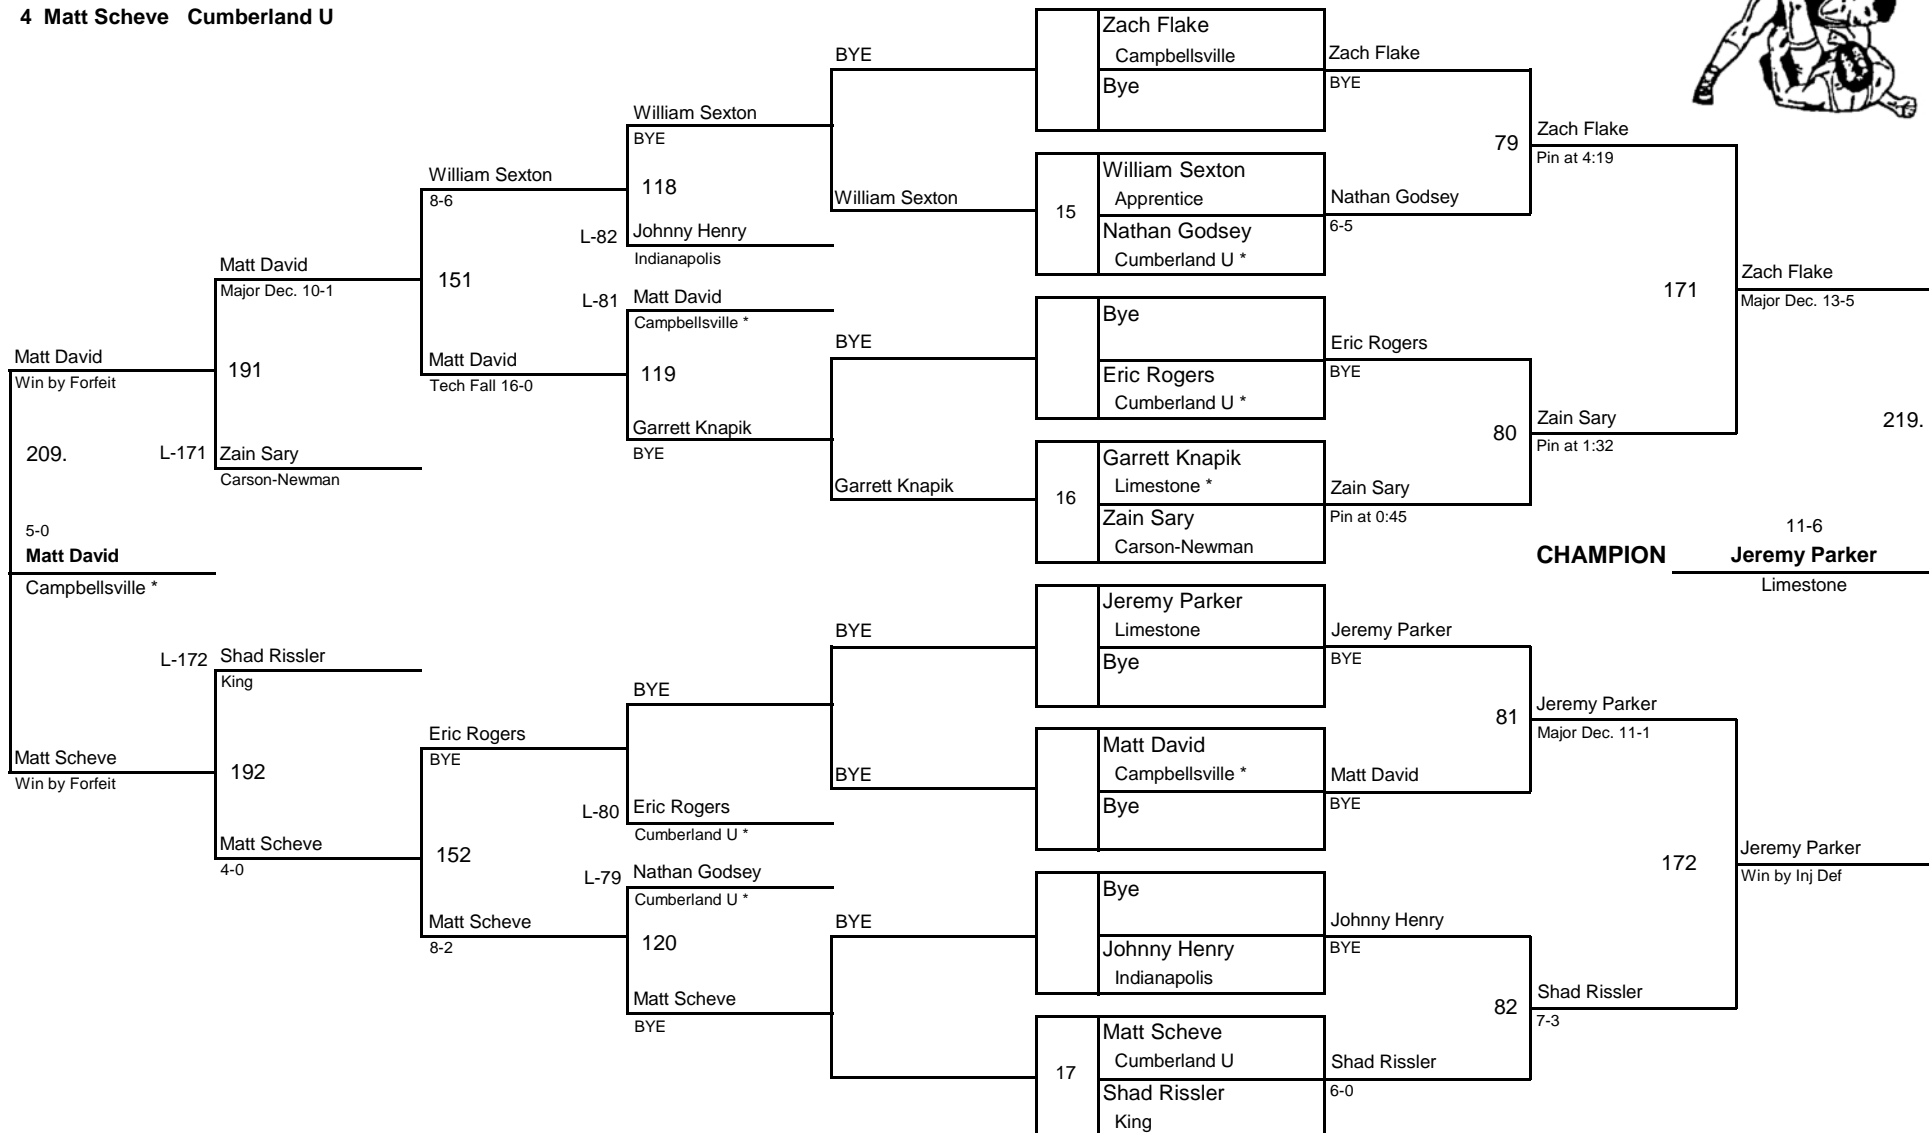 4 Matt Scheve Cumberland U
Matt David
Win by Forfeit
209.
5-0
Matt David
Campbellsville *
Matt Scheve
Win by Forfeit
Matt David
Major Dec. 10-1
191
L-171 Zain Sary
Carson-Newman
L-172 Shad Rissler
King
192
Matt Scheve
4-0
William Sexton
8-6
151
Matt David
Tech Fall 16-0
Eric Rogers
BYE
152
Matt Scheve
8-2
William Sexton
BYE
118
L-82 Johnny Henry
Indianapolis
L-81 Matt David
Campbellsville *
119
Garrett Knapik
BYE
BYE
L-80 Eric Rogers
Cumberland U *
L-79 Nathan Godsey
Cumberland U *
120
Matt Scheve
BYE
BYE
William Sexton
BYE
Garrett Knapik
BYE
BYE
BYE
Zach Flake
Campbellsville
Bye
15
William Sexton
Apprentice
Nathan Godsey
Cumberland U *
Bye
Eric Rogers
Cumberland U *
16
Garrett Knapik
Limestone *
Zain Sary
Carson-Newman
Jeremy Parker
Limestone
Bye
Matt David
Campbellsville *
Bye
Bye
Johnny Henry
Indianapolis
17
Matt Scheve
Cumberland U
Shad Rissler
King
Zach Flake
BYE
79
Nathan Godsey
6-5
Eric Rogers
BYE
80
Zain Sary
Pin at 0:45
Jeremy Parker
BYE
81
Matt David
BYE
Johnny Henry
BYE
82
Shad Rissler
6-0
Zach Flake
Pin at 4:19
171
Zain Sary
Pin at 1:32
Jeremy Parker
Major Dec. 11-1
172
Shad Rissler
7-3
Zach Flake
Major Dec. 13-5
219.
11-6
CHAMPION Jeremy Parker
Limestone
Jeremy Parker
Win by Inj Def